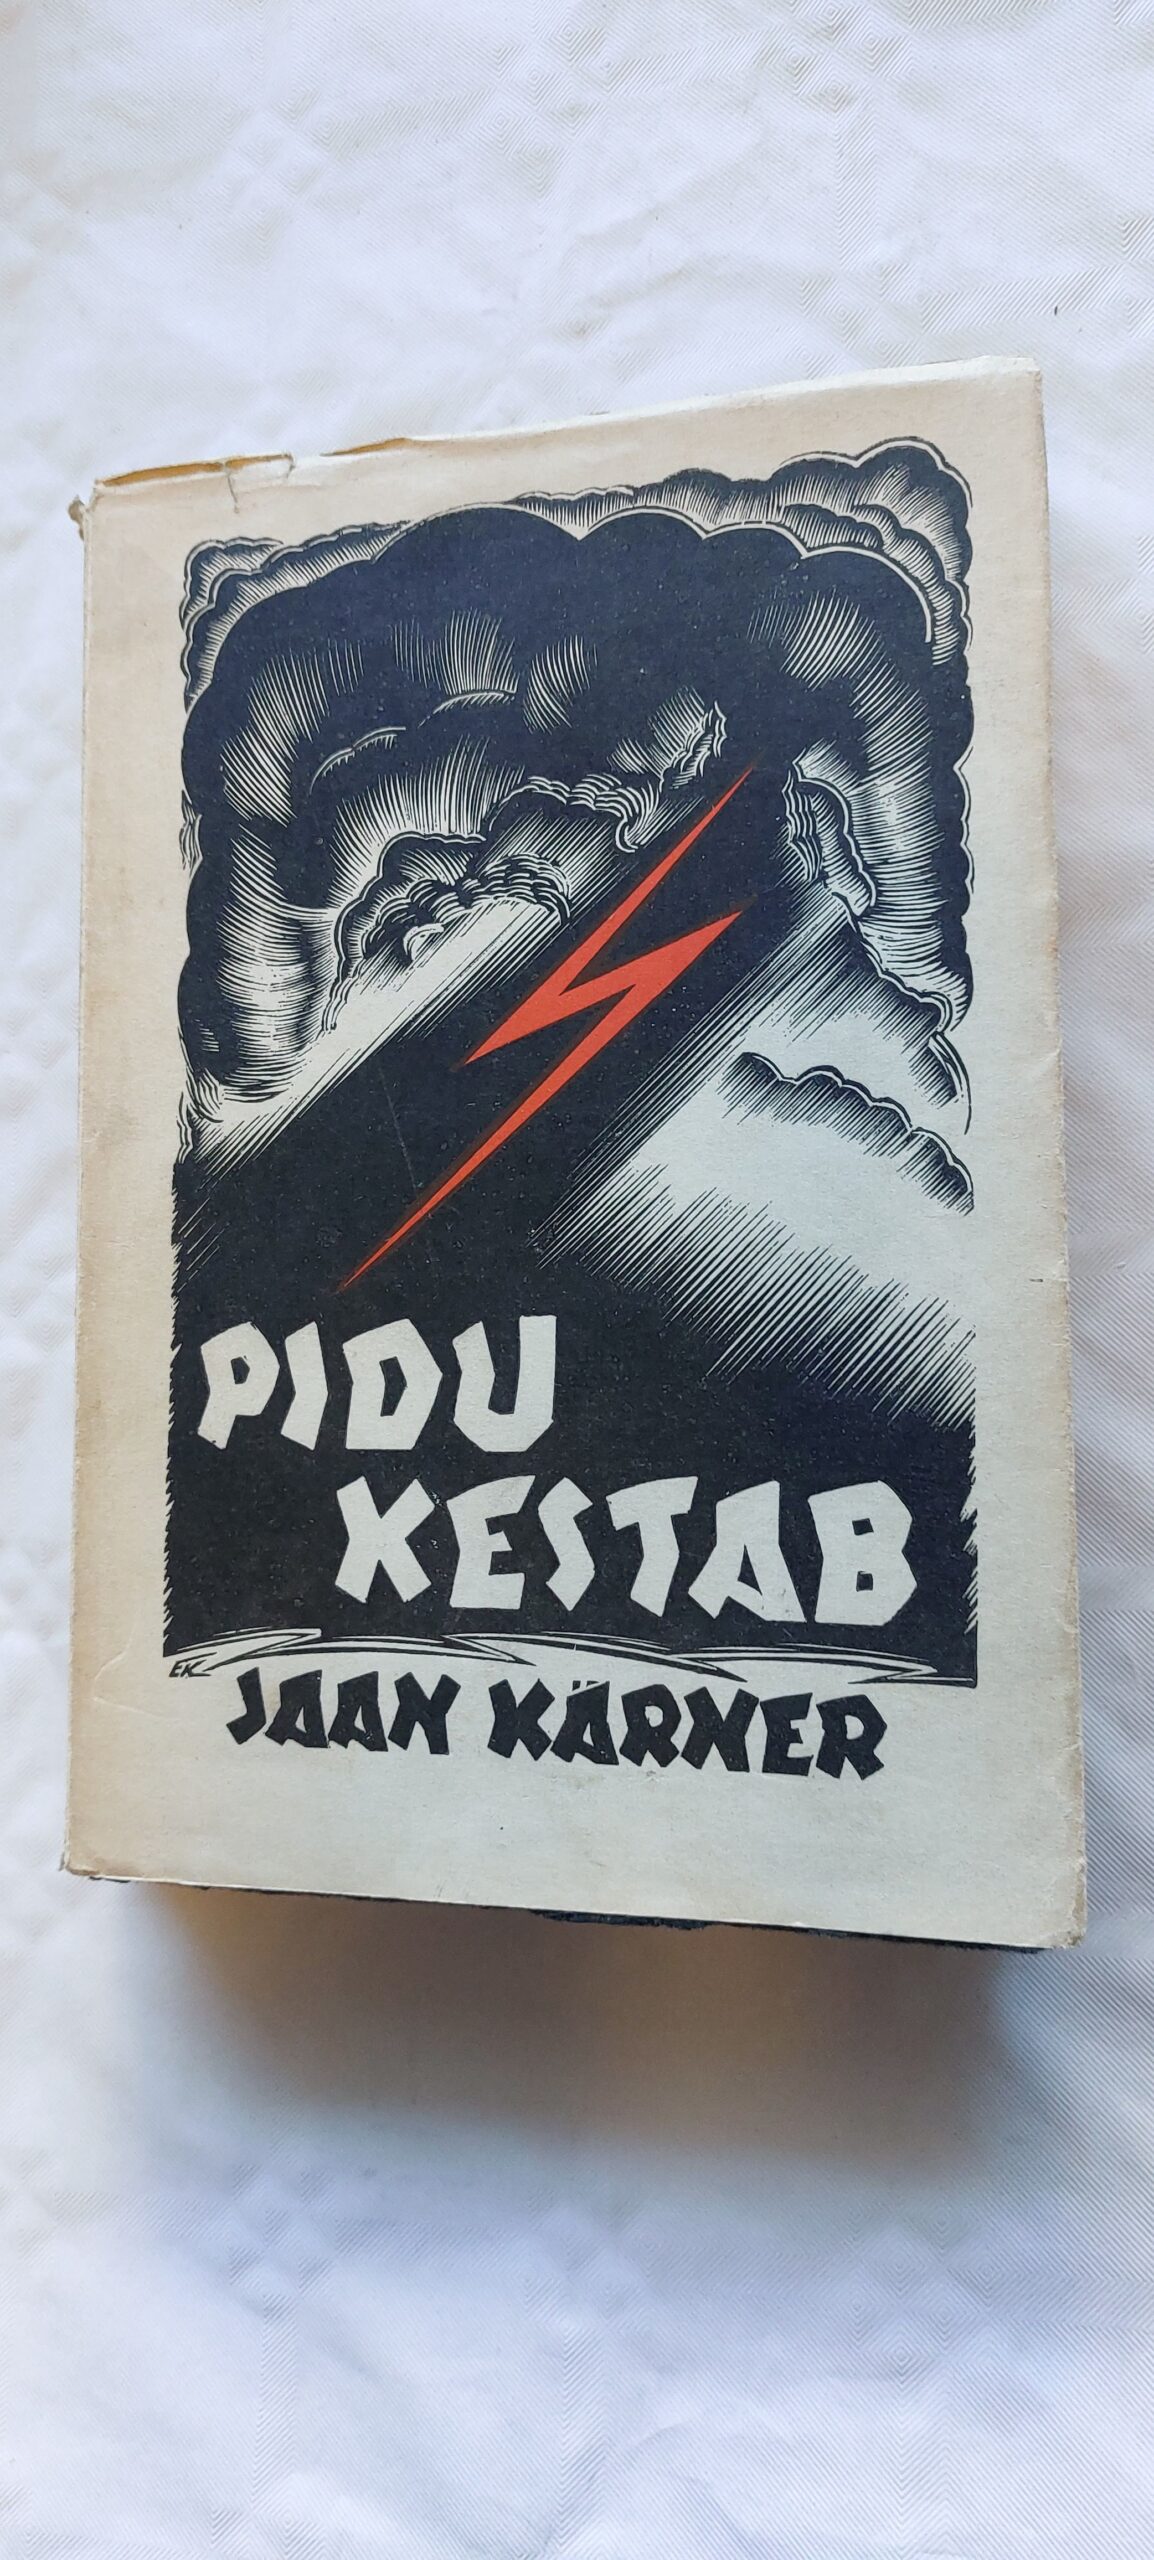 PIDU
KESTAB
EK
JAAN KÄRNER